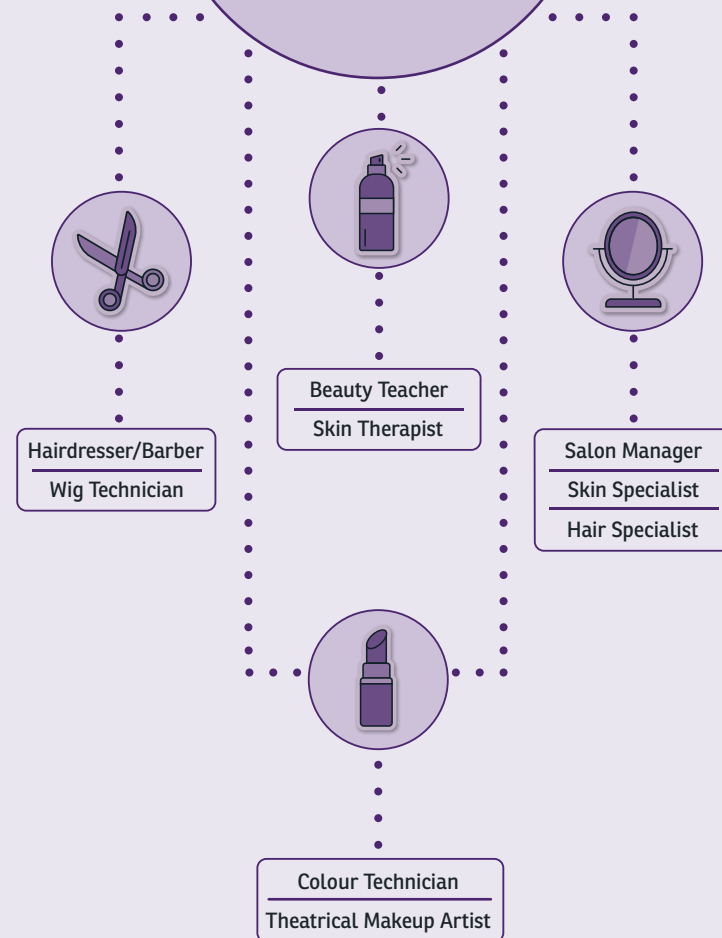 Beauty Teacher
Skin Therapist
Hairdresser/Barber
Wig Technician
Salon Manager
Skin Specialist
Hair Specialist
Colour Technician
Theatrical Makeup Artist